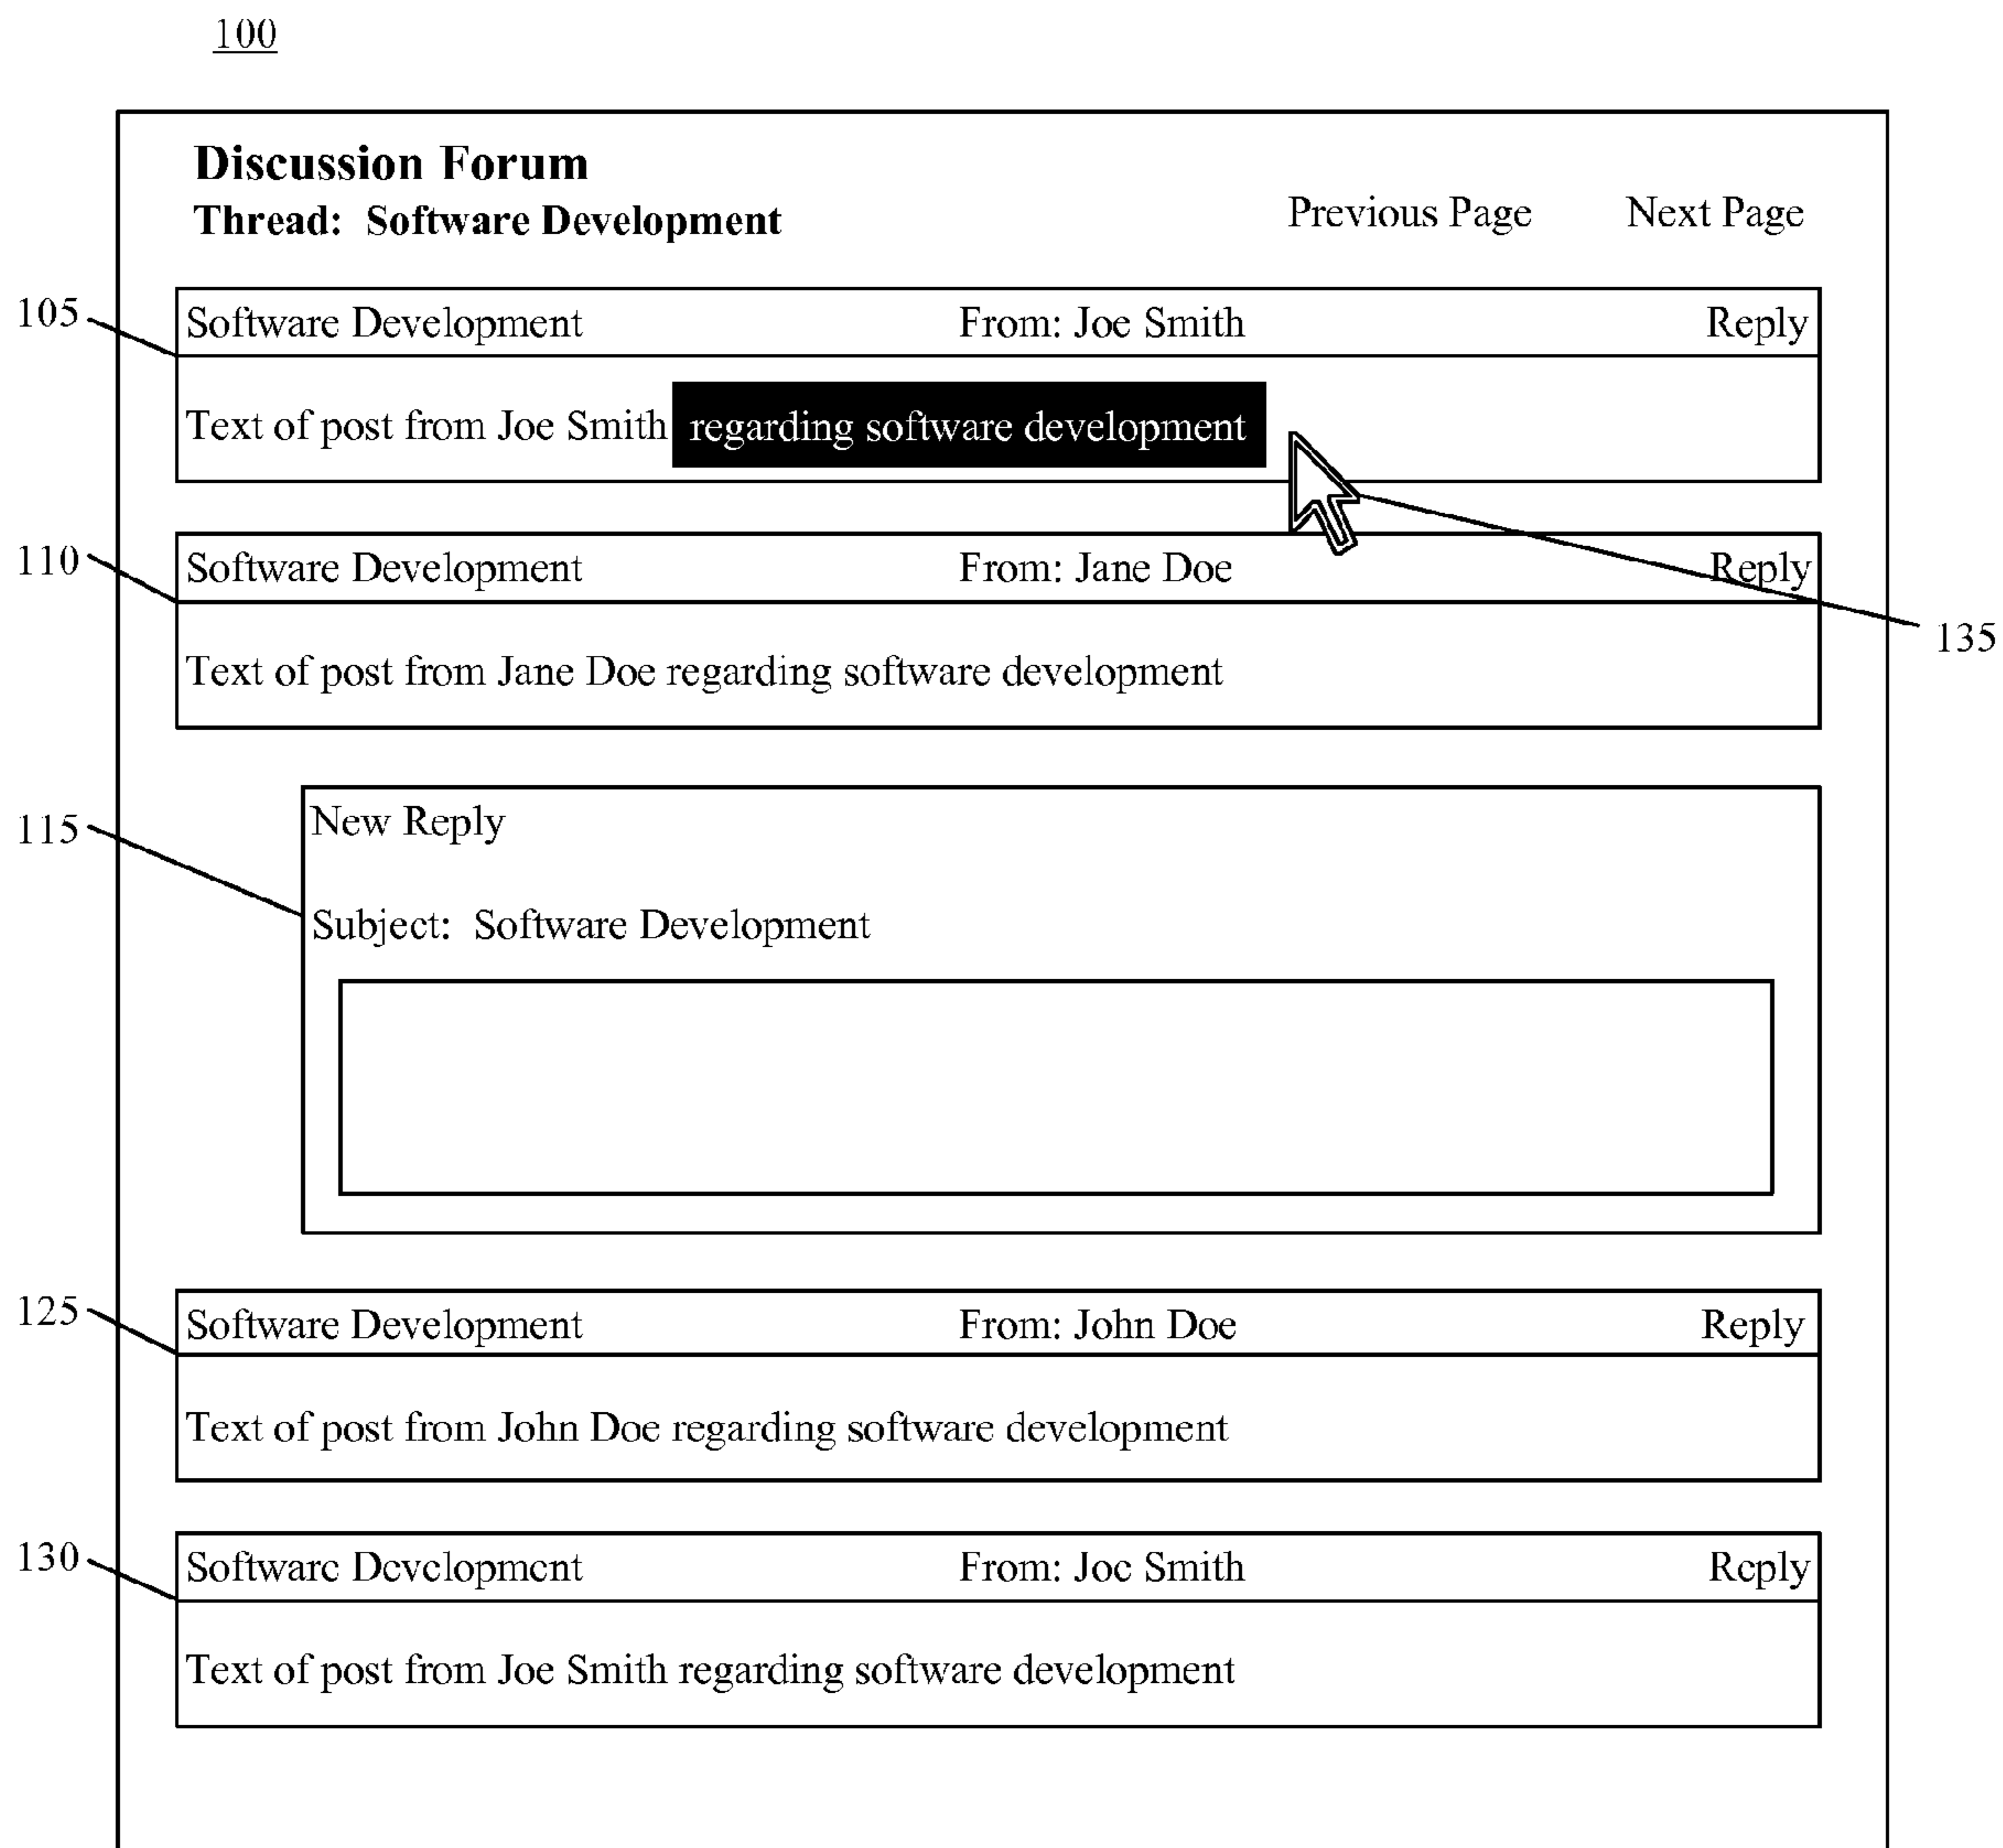 100
Discussion Forum
Thread: Software Development
Previous Page Next Page
105
Software Development From: Joe Smith Reply
Text of post from Joe Smith regarding software development
110
Software Development From: Jane Doe Reply
135
Text of post from Jane Doe regarding software development
115
New Reply
Subject: Software Development
125
Software Development From: John Doe Reply
Text of post from John Doe regarding software development
130
Software Development From: Joe Smith Reply
Text of post from Joe Smith regarding software development